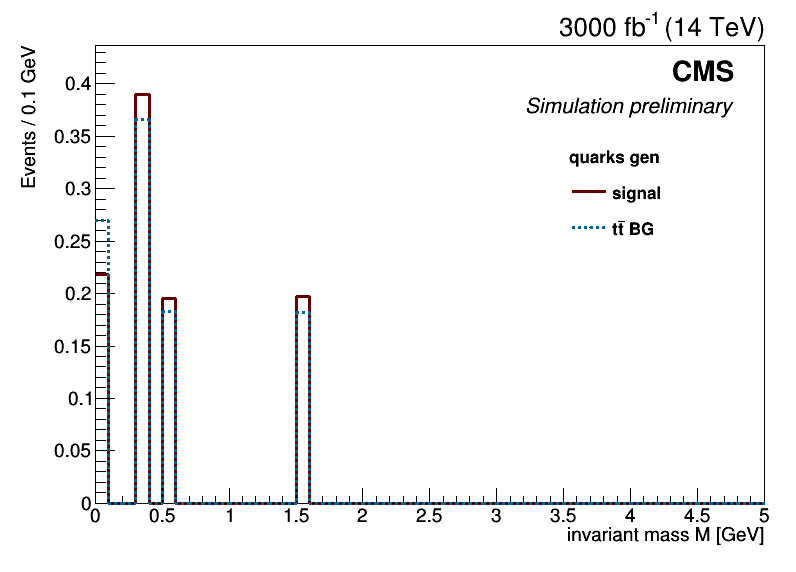 3000 fb⁻¹ (14 TeV)
CMS
Simulation preliminary
Events / 0.1 GeV
quarks gen
signal
tt̄ BG
0.4
0.35
0.3
0.25
0.2
0.15
0.1
0.05
0
0 0.5 1 1.5 2 2.5 3 3.5 4 4.5 5
invariant mass M [GeV]